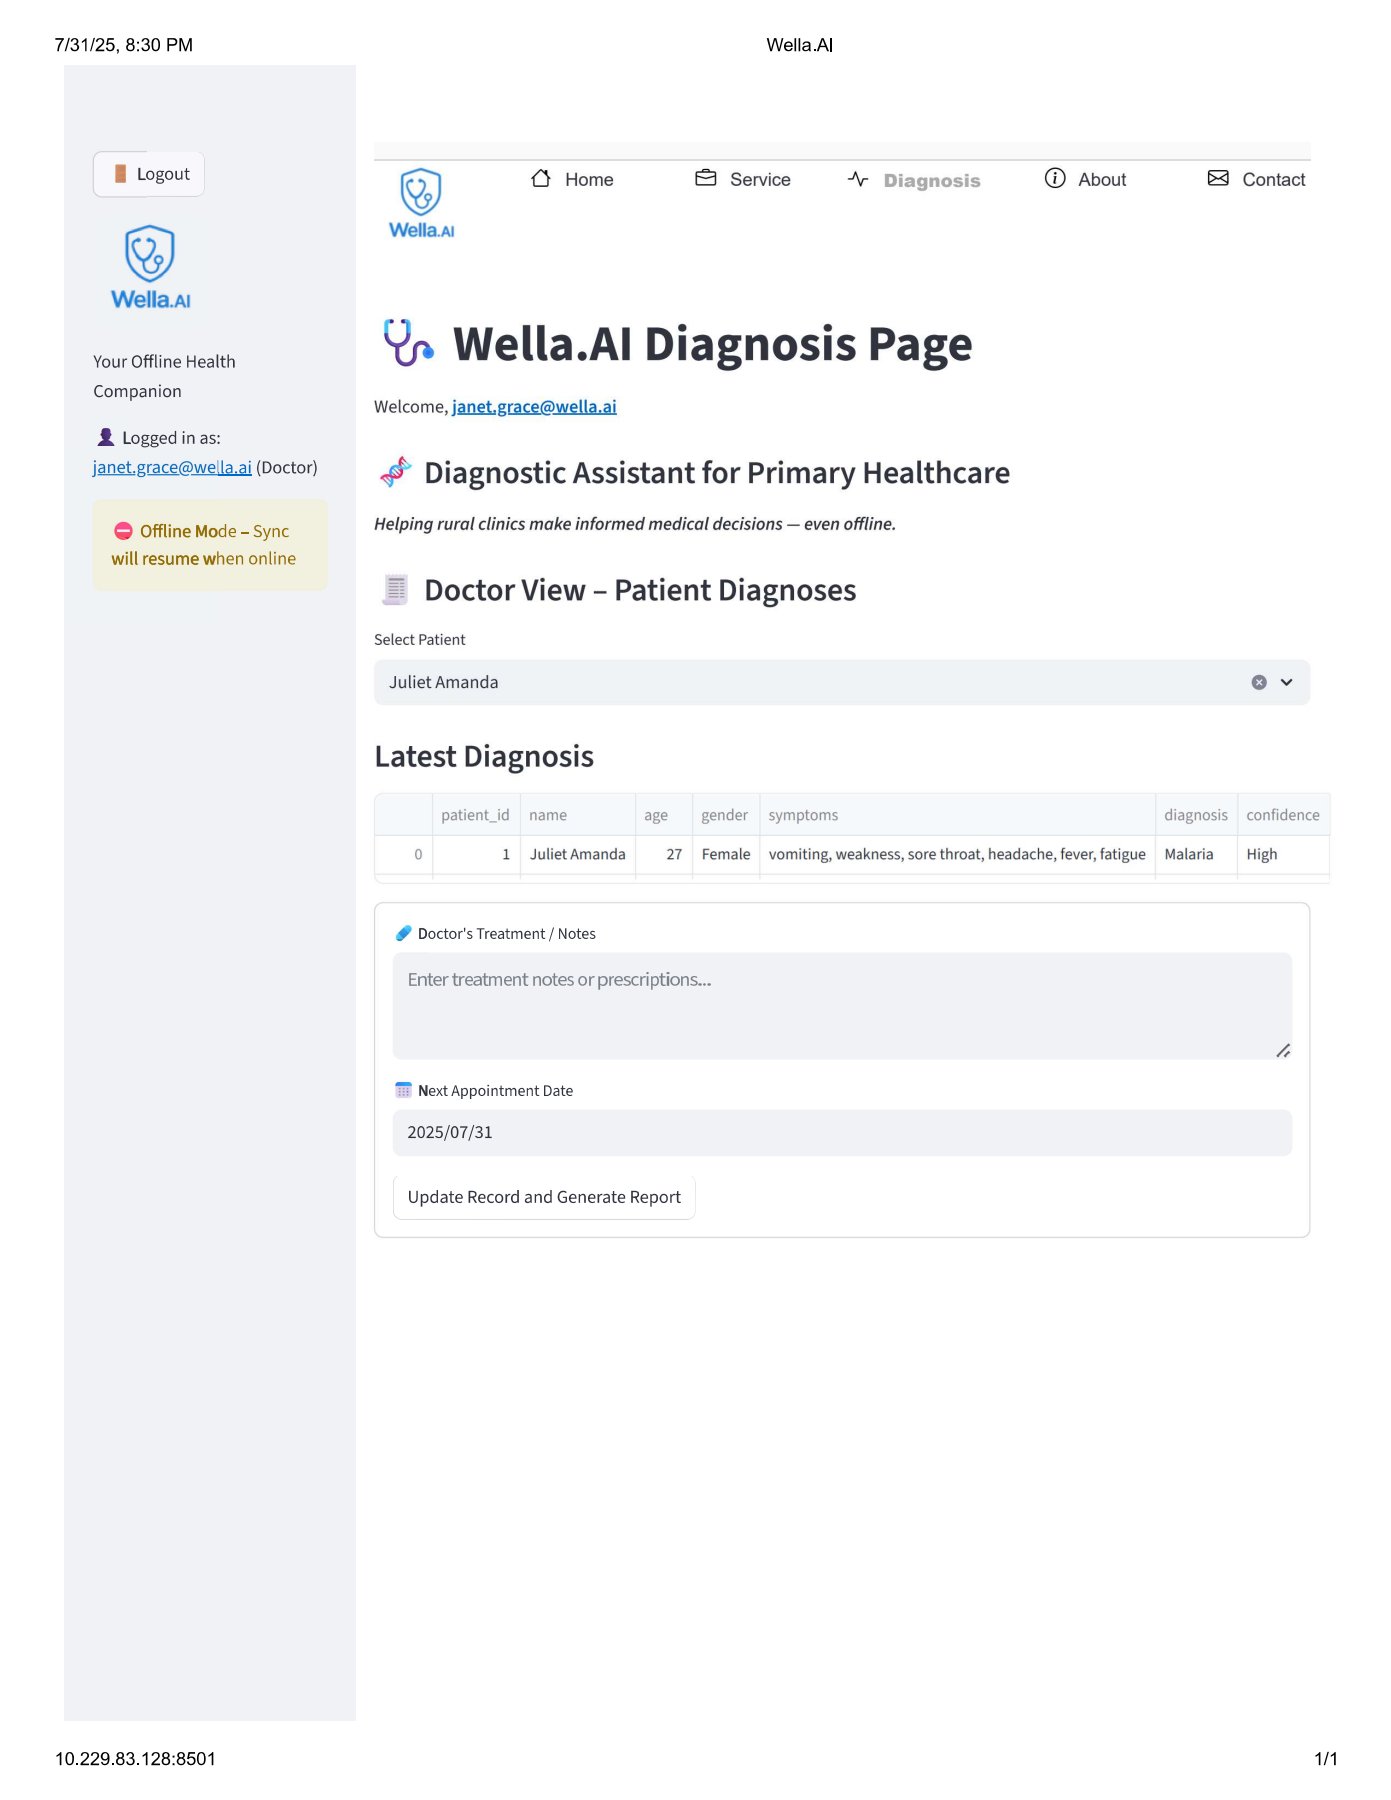 7/31/25, 8:30 PM
Wella.AI
Logout
Wella.AI
Your Offline Health
Companion
Logged in as:
janet.grace@wella.ai (Doctor)
Offline Mode – Sync
will resume when online
Wella.AI
Home
Service
Diagnosis
About
Contact
Wella.AI Diagnosis Page
Welcome, janet.grace@wella.ai
Diagnostic Assistant for Primary Healthcare
Helping rural clinics make informed medical decisions — even offline.
Doctor View – Patient Diagnoses
Select Patient
Juliet Amanda
Latest Diagnosis
patient_id name age gender symptoms diagnosis confidence
0 1 Juliet Amanda 27 Female vomiting, weakness, sore throat, headache, fever, fatigue Malaria High
Doctor's Treatment / Notes
Enter treatment notes or prescriptions...
Next Appointment Date
2025/07/31
Update Record and Generate Report
10.229.83.128:8501
1/1